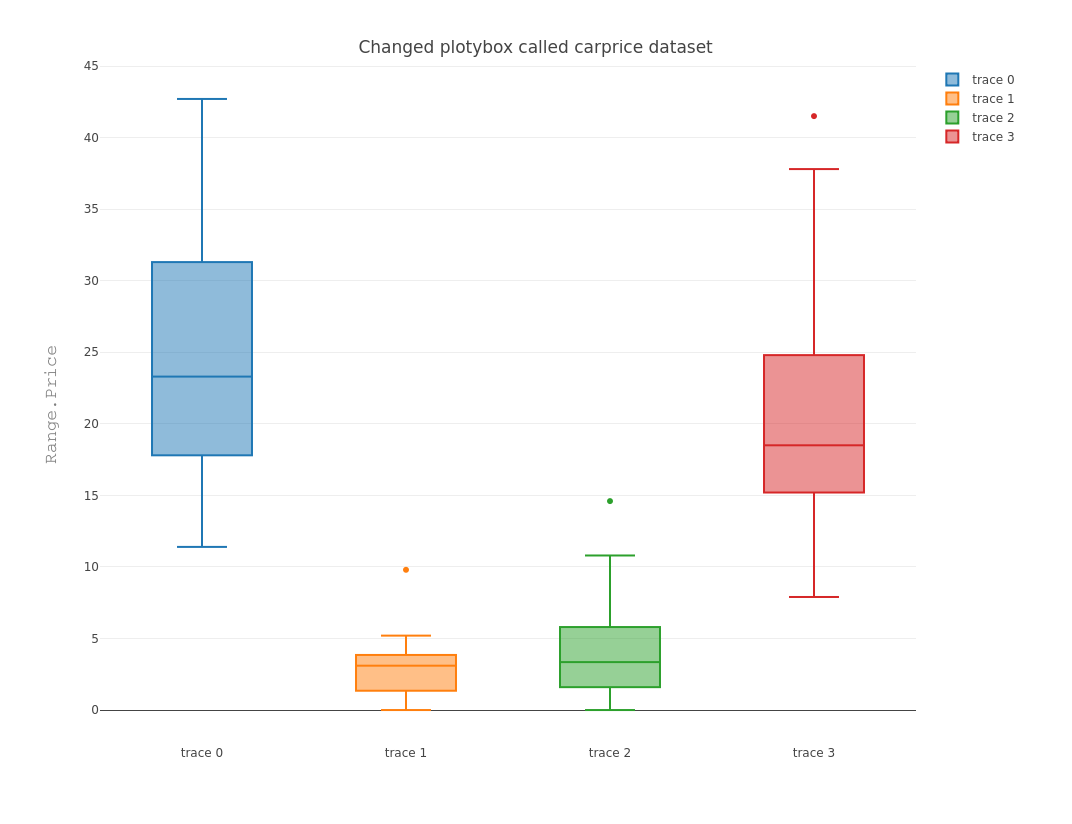 Changed plotybox called carprice dataset
45
40
35
30
25
20
15
10
5
0
Range.Price
trace 0
trace 1
trace 2
trace 3
trace 0
trace 1
trace 2
trace 3